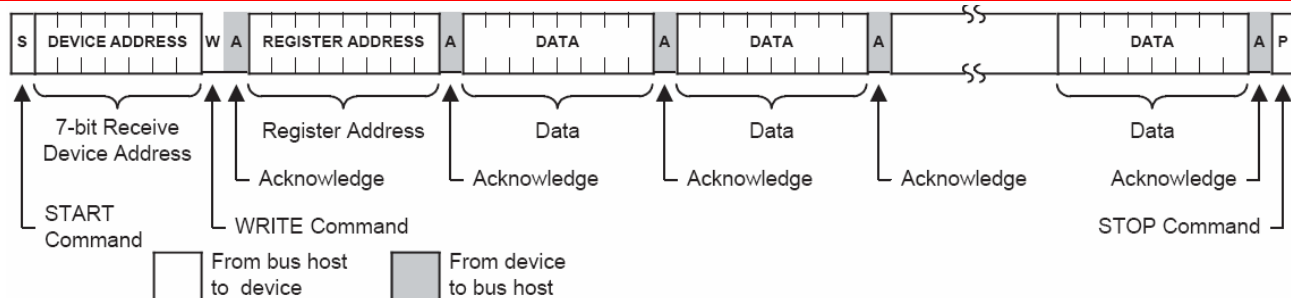 S DEVICE ADDRESS W A REGISTER ADDRESS A DATA A DATA A DATA A P
7-bit Receive
Device Address
Register Address
Data
Data
Data
Acknowledge
Acknowledge
Acknowledge
Acknowledge
Acknowledge
START
Command
WRITE Command
STOP Command
From bus host
to device
From device
to bus host